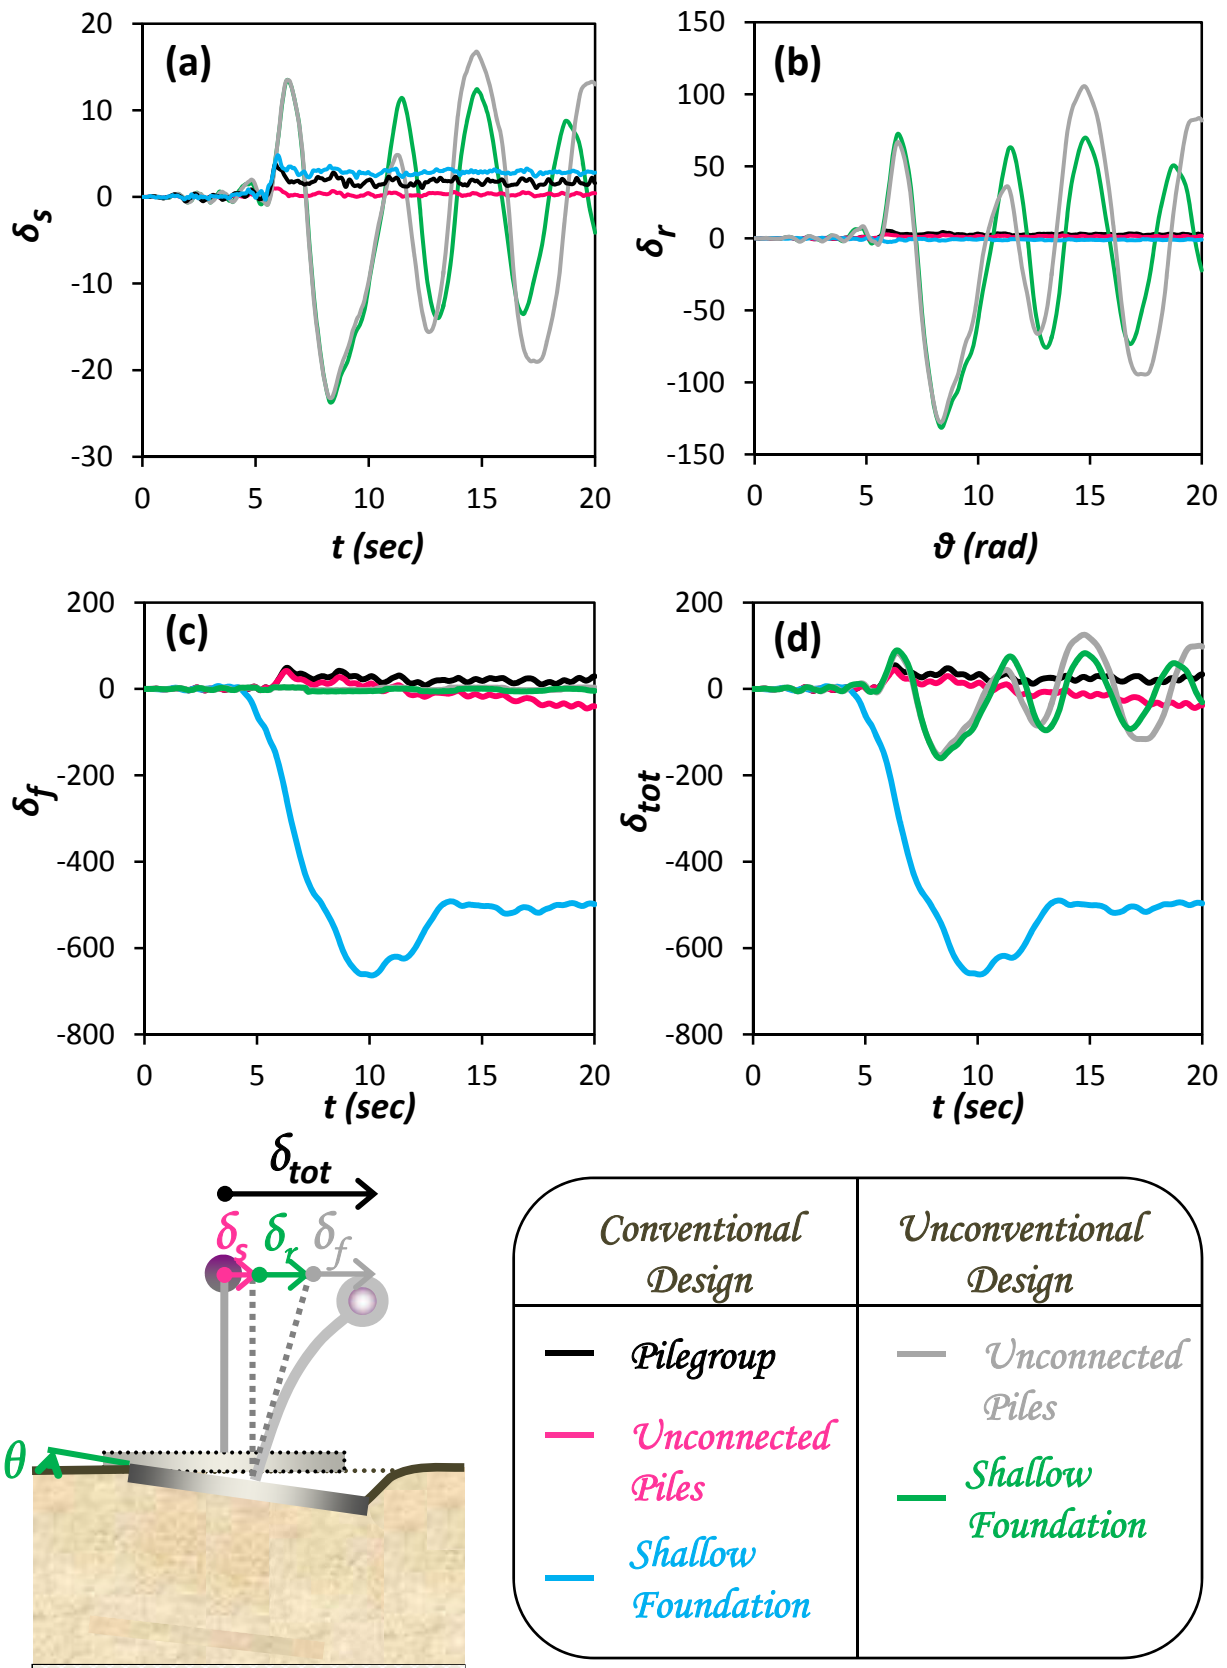 (a)
20
10
0
-10
-20
-30
δs
0 5 10 15 20
t (sec)
(b)
150
100
50
0
-50
-100
-150
δr
0 5 10 15 20
ϑ (rad)
(c)
200
0
-200
-400
-600
-800
δf
0 5 10 15 20
t (sec)
(d)
200
0
-200
-400
-600
-800
δtot
0 5 10 15 20
t (sec)
δtot
δs δr δf
θ
Conventional
Design
Unconventional
Design
Pilegroup
Unconnected
Piles
Shallow
Foundation
Unconnected
Piles
Shallow
Foundation